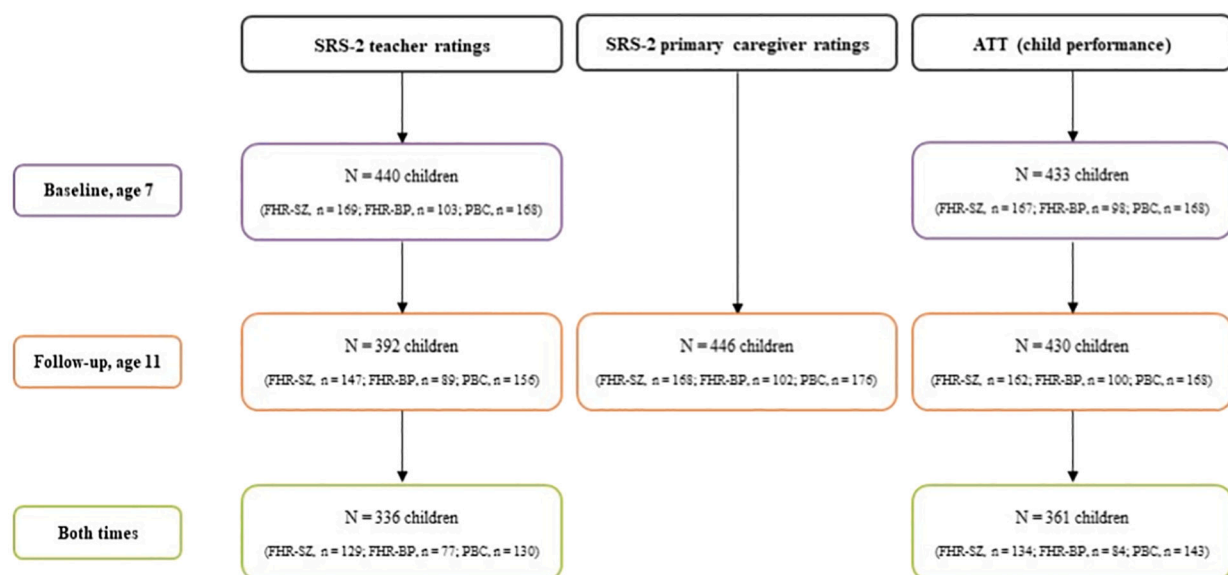 SRS-2 teacher ratings
SRS-2 primary caregiver ratings
ATT (child performance)
Baseline, age 7
N = 440 children
(FHR-SZ, n = 169; FHR-BP, n = 103; PBC, n = 168)
N = 433 children
(FHR-SZ, n = 167; FHR-BP, n = 98; PBC, n = 168)
Follow-up, age 11
N = 392 children
(FHR-SZ, n = 147; FHR-BP, n = 89; PBC, n = 156)
N = 446 children
(FHR-SZ, n = 168; FHR-BP, n = 102; PBC, n = 176)
N = 430 children
(FHR-SZ, n = 162; FHR-BP, n = 100; PBC, n = 168)
Both times
N = 336 children
(FHR-SZ, n = 129; FHR-BP, n = 77; PBC, n = 130)
N = 361 children
(FHR-SZ, n = 134; FHR-BP, n = 84; PBC, n = 143)